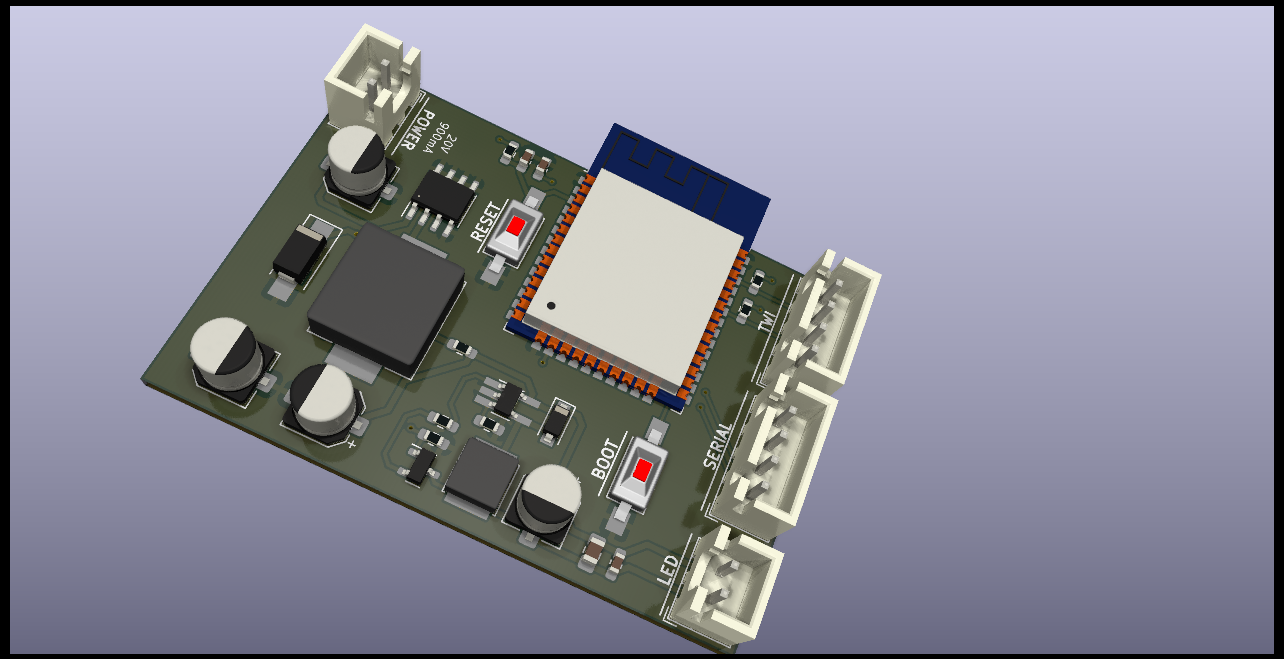 POWER
20V
900mA
RESET
TWI
SERIAL
BOOT
LED